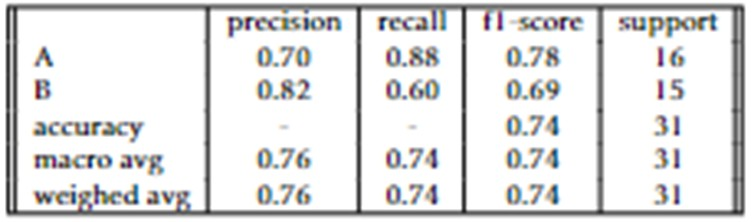 precision recall f1-score support
A 0.70 0.88 0.78 16
B 0.82 0.60 0.69 15
accuracy - - 0.74 31
macro avg 0.76 0.74 0.74 31
weighed avg 0.76 0.74 0.74 31